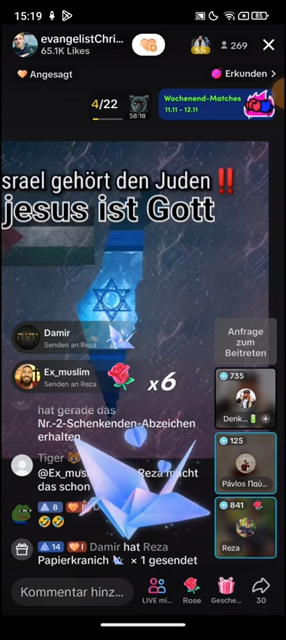 15:19
85
evangelistChri...
65.1K Likes
269
Angesagt
Erkunden >
4/22
58:18
Wochenend-Matches
11.11 - 12.11
srael gehört den Juden‼️
jesus ist Gott
Damir
Senden an Reza
Ex_muslim
Senden an Reza
x6
Anfrage
zum
Beitreten
735
Denk...
125
Pávlos Παύ...
841
Reza
hat gerade das
Nr.-2-Schenkenden-Abzeichen
erhalten
Tiger
@Ex_mus
Reza macht
das schon
8
🤣🤣
14
Damir hat Reza
Papierkranich × 1 gesendet
Kommentar hinz...
LIVE mi...
Rose
Gesche...
30